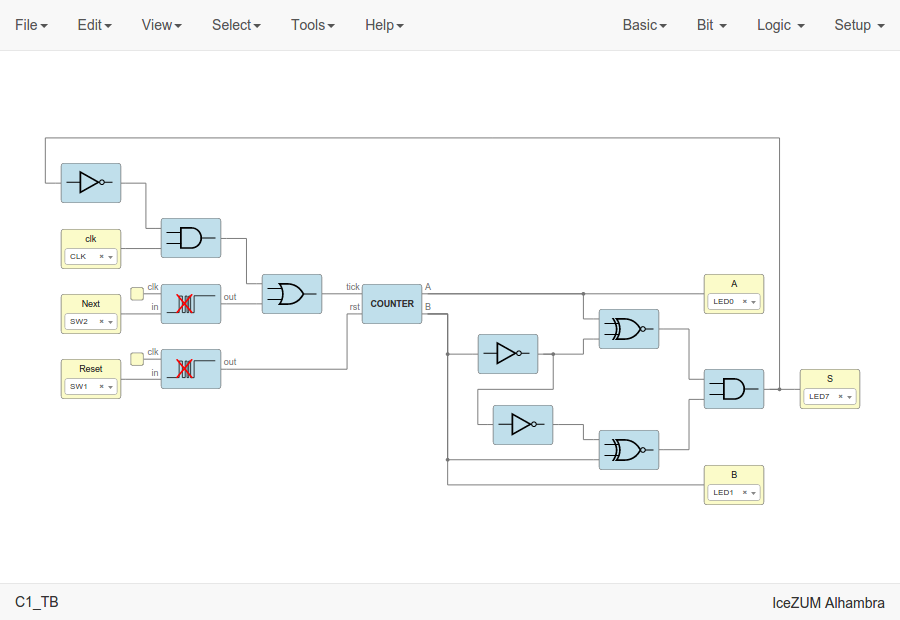 File Edit View Select Tools Help Basic Bit Logic Setup
clk
CLK
clk
in
out
Next
SW2
clk
in
out
Reset
SW1
tick
rst
COUNTER
A
B
A
LED0
S
LED7
B
LED1
C1_TB IceZUM Alhambra